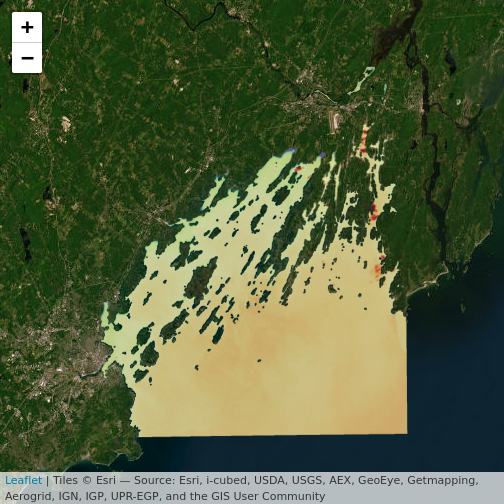 +
−
Leaflet | Tiles © Esri — Source: Esri, i-cubed, USDA, USGS, AEX, GeoEye, Getmapping,
Aerogrid, IGN, IGP, UPR-EGP, and the GIS User Community